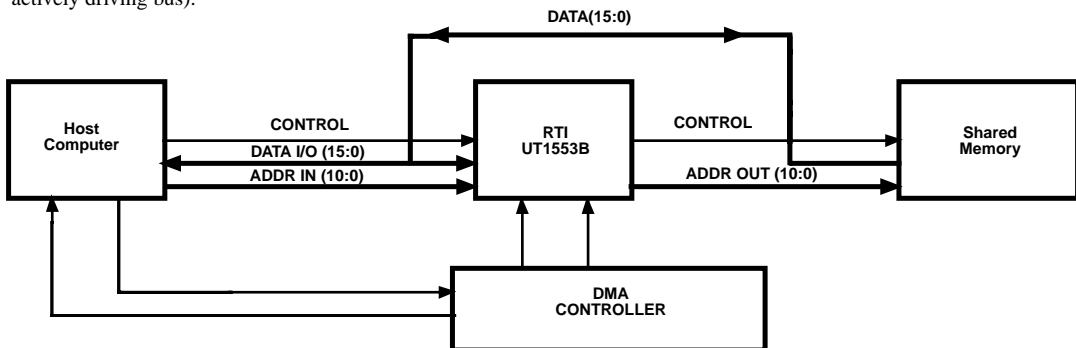 actively driving bus).
DATA(15:0)
Host
Computer
CONTROL
DATA I/O (15:0)
ADDR IN (10:0)
RTI
UT1553B
CONTROL
ADDR OUT (10:0)
Shared
Memory
DMA
CONTROLLER